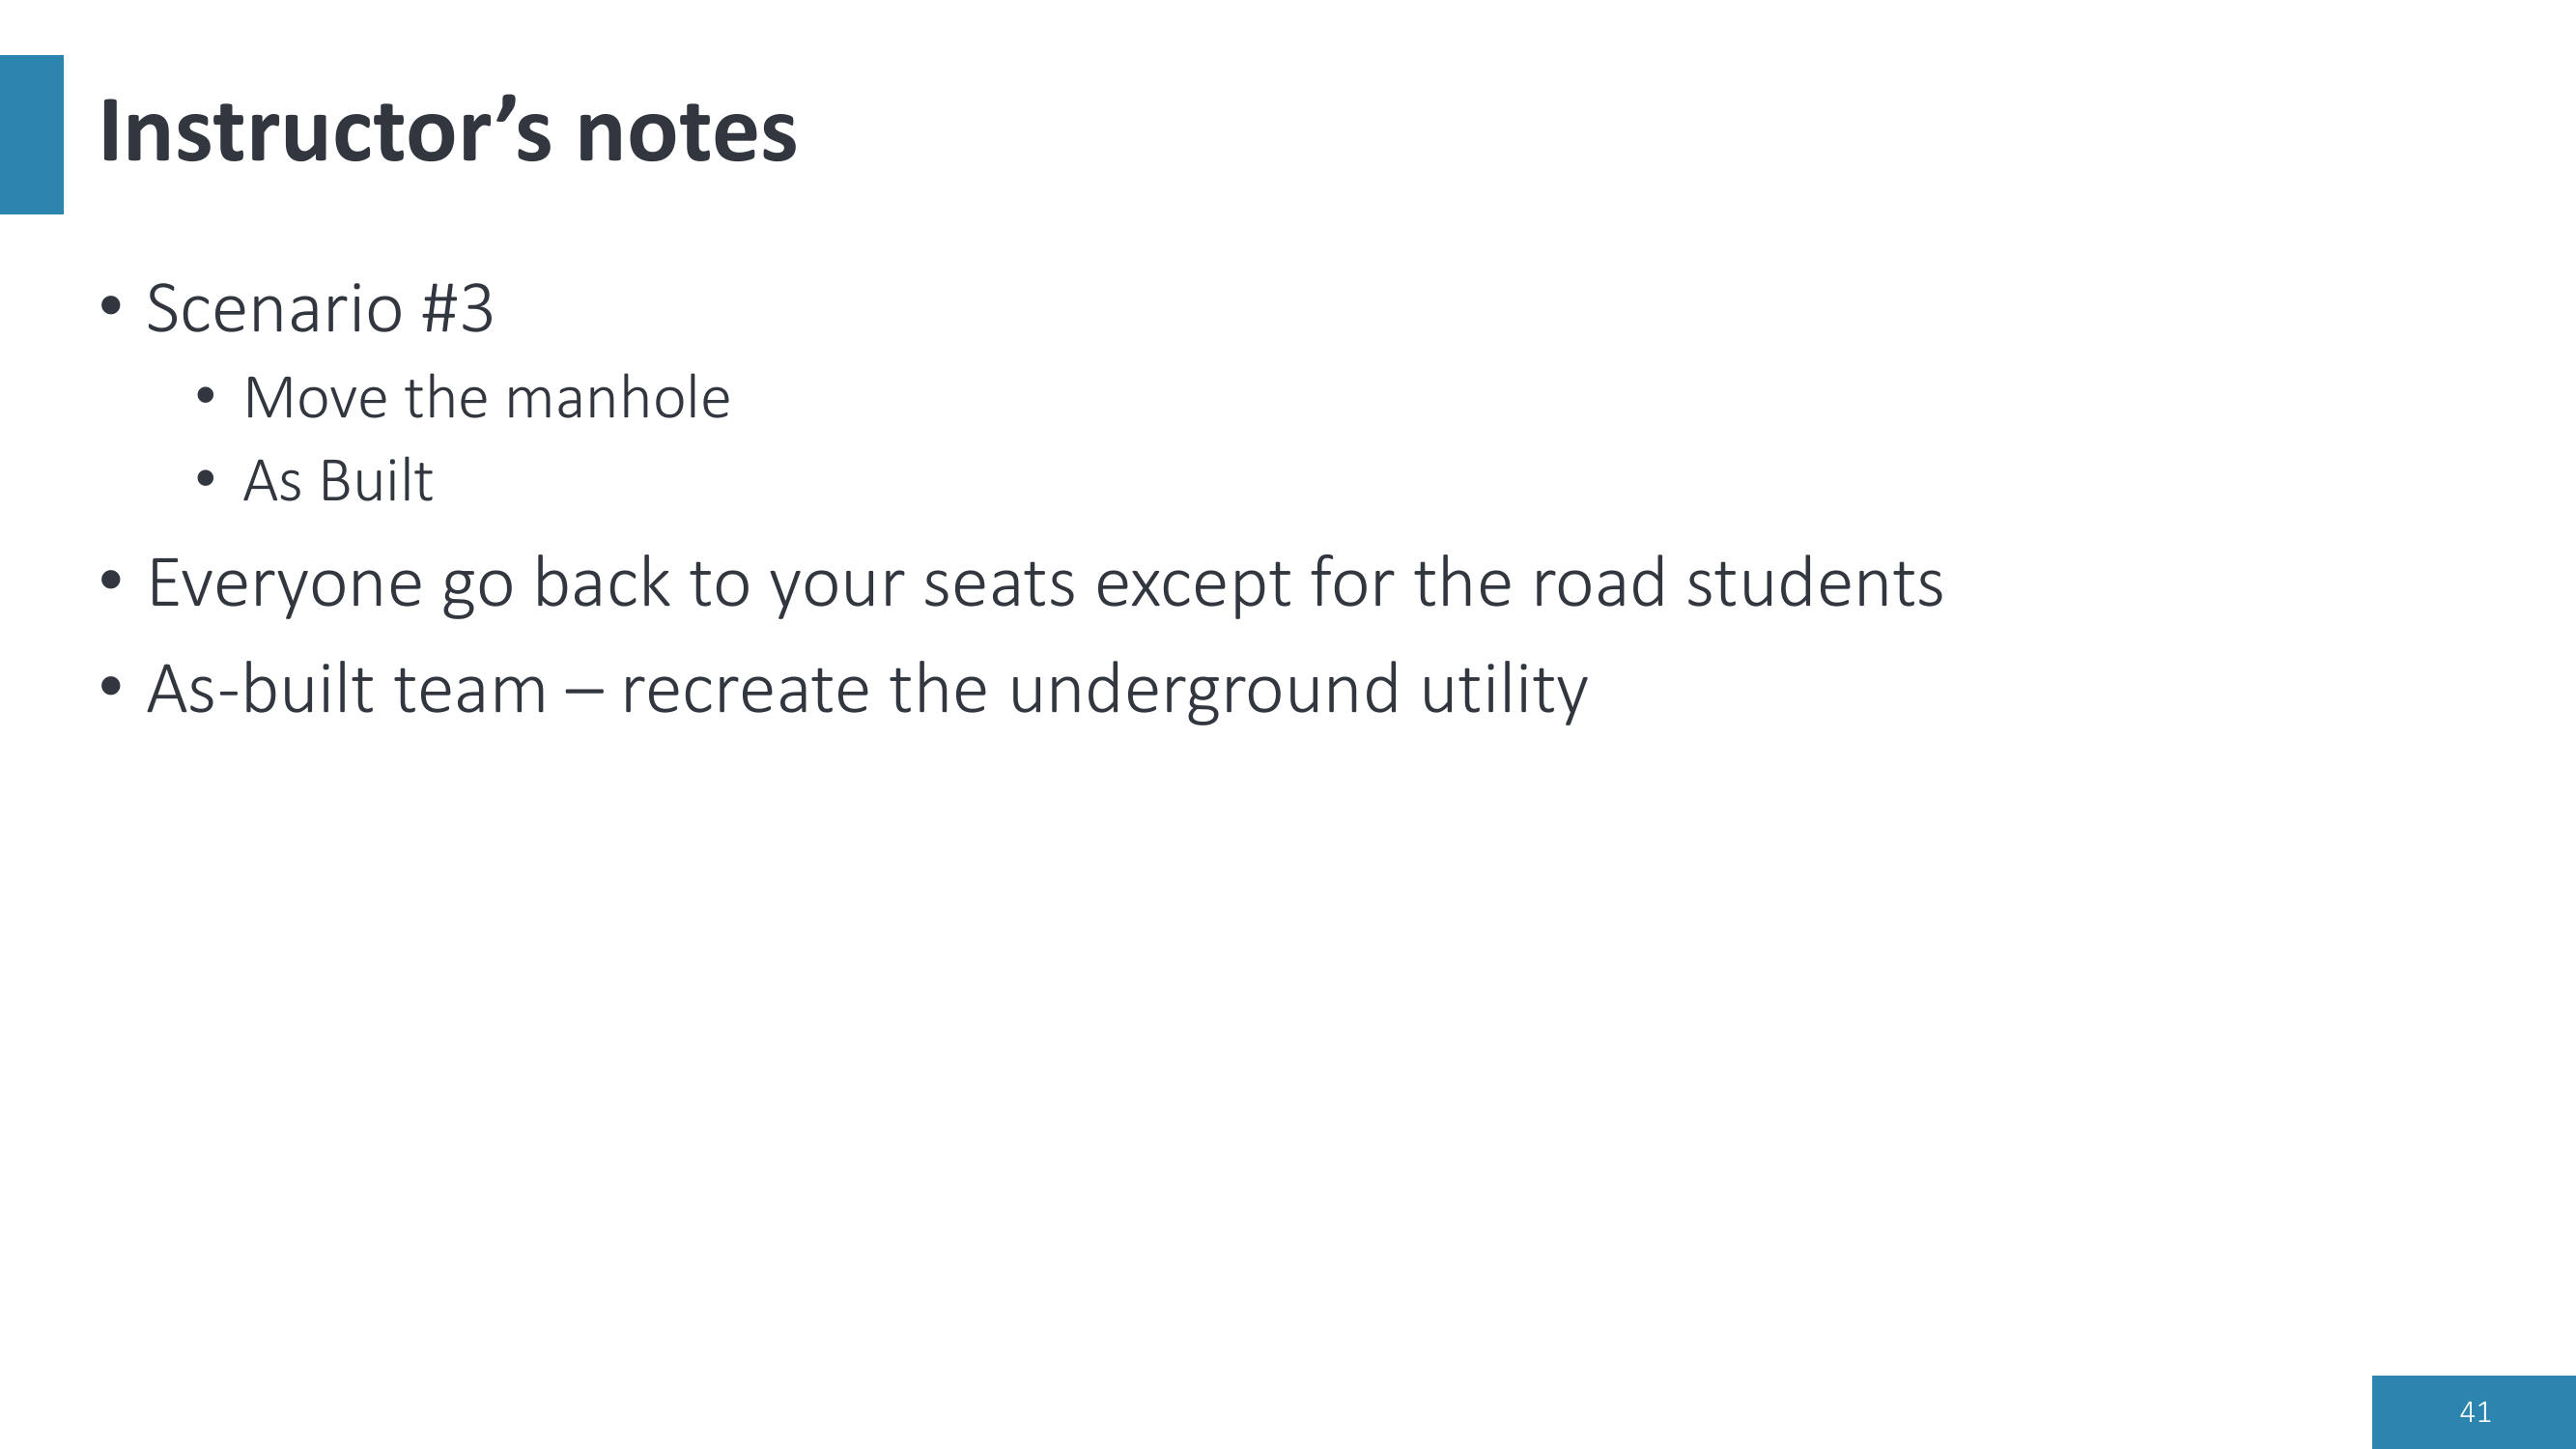 Instructor’s notes
• Scenario #3
• Move the manhole
• As Built
• Everyone go back to your seats except for the road students
• As-built team – recreate the underground utility
41